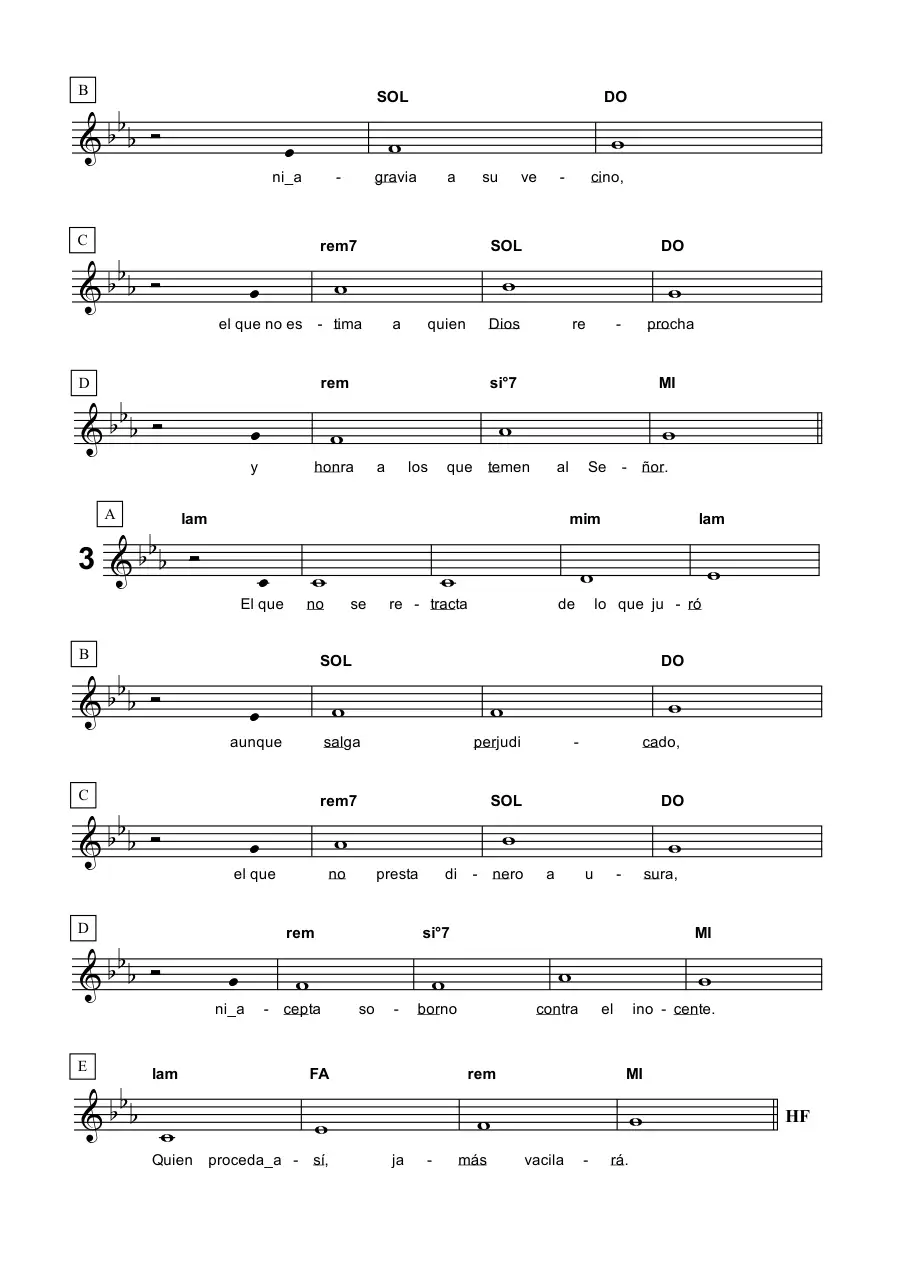 B
SOL DO
ni_a - gravia a su ve - cino,
C
rem7 SOL DO
el que no es - tima a quien Dios re - procha
D
rem si°7 MI
y honra a los que temen al Se - ñor.
A
lam mim lam
3
El que no se re - tracta de lo que ju - ró
B
SOL DO
aunque salga perjudi - cado,
C
rem7 SOL DO
el que no presta di - nero a u - sura,
D
rem si°7 MI
ni_a - cepta so - borno contra el ino - cente.
E
lam FA rem MI
HF
Quien proceda_a - sí, ja - más vacila - rá.